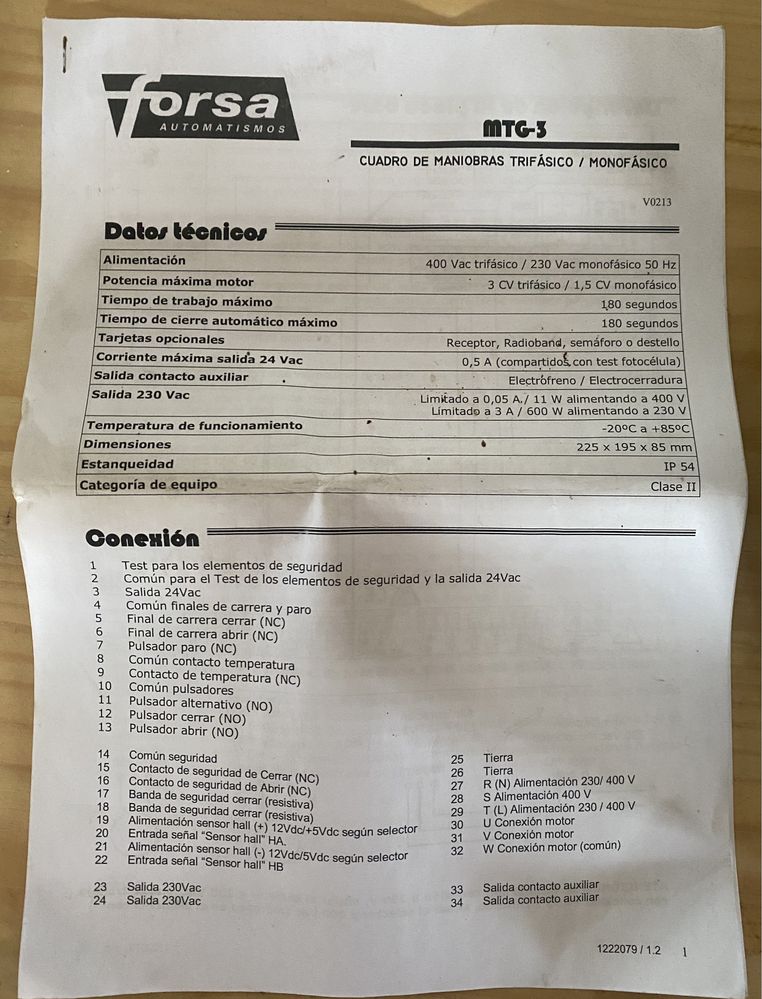 forsa
AUTOMATISMOS
MTG-3
CUADRO DE MANIOBRAS TRIFÁSICO / MONOFÁSICO
V0213
Datos técnicos
Alimentación 400 Vac trifásico / 230 Vac monofásico 50 Hz
Potencia máxima motor 3 CV trifásico / 1,5 CV monofásico
Tiempo de trabajo máximo 180 segundos
Tiempo de cierre automático máximo 180 segundos
Tarjetas opcionales Receptor, Radioband, semáforo o destello
Corriente máxima salida 24 Vac 0,5 A (compartidos con test fotocélula)
Salida contacto auxiliar Electrofreno / Electrocerradura
Salida 230 Vac Limitado a 0,05 A / 11 W alimentando a 400 V
Límitado a 3 A / 600 W alimentando a 230 V
Temperatura de funcionamiento -20ºC a +85ºC
Dimensiones 225 x 195 x 85 mm
Estanqueidad IP 54
Categoría de equipo Clase II
Conexión
1 Test para los elementos de seguridad
2 Común para el Test de los elementos de seguridad y la salida 24Vac
3 Salida 24Vac
4 Común finales de carrera y paro
5 Final de carrera cerrar (NC)
6 Final de carrera abrir (NC)
7 Pulsador paro (NC)
8 Común contacto temperatura
9 Contacto de temperatura (NC)
10 Común pulsadores
11 Pulsador alternativo (NO)
12 Pulsador cerrar (NO)
13 Pulsador abrir (NO)
14 Común seguridad
15 Contacto de seguridad de Cerrar (NC)
16 Contacto de seguridad de Abrir (NC)
17 Banda de seguridad cerrar (resistiva)
18 Banda de seguridad cerrar (resistiva)
19 Alimentación sensor hall (+) 12Vdc/+5Vdc según selector
20 Entrada señal "Sensor hall" HA.
21 Alimentación sensor hall (-) 12Vdc/5Vdc según selector
22 Entrada señal "Sensor hall" HB
23 Salida 230Vac
24 Salida 230Vac
25 Tierra
26 Tierra
27 R (N) Alimentación 230/ 400 V
28 S Alimentación 400 V
29 T (L) Alimentación 230 / 400 V
30 U Conexión motor
31 V Conexión motor
32 W Conexión motor (común)
33 Salida contacto auxiliar
34 Salida contacto auxiliar
1222079 / 1.2 1